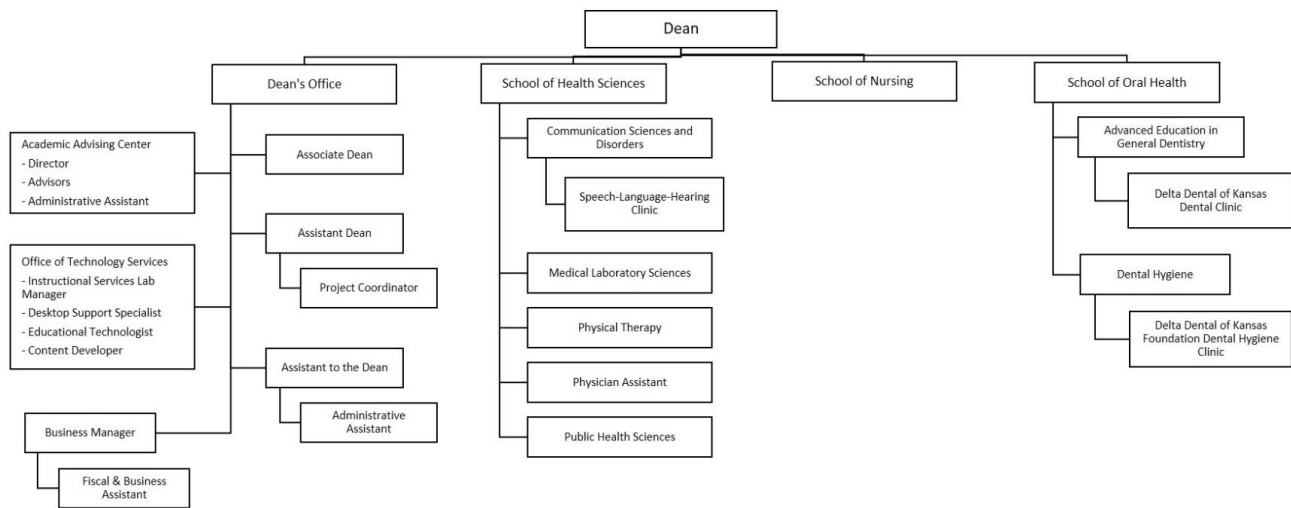 Dean
Dean's Office
School of Health Sciences
School of Nursing
School of Oral Health
Academic Advising Center
- Director
- Advisors
- Administrative Assistant
Office of Technology Services
- Instructional Services Lab
Manager
- Desktop Support Specialist
- Educational Technologist
- Content Developer
Business Manager
Fiscal & Business
Assistant
Associate Dean
Assistant Dean
Project Coordinator
Assistant to the Dean
Administrative
Assistant
Communication Sciences and
Disorders
Speech-Language-Hearing
Clinic
Medical Laboratory Sciences
Physical Therapy
Physician Assistant
Public Health Sciences
Advanced Education in
General Dentistry
Delta Dental of Kansas
Dental Clinic
Dental Hygiene
Delta Dental of Kansas
Foundation Dental Hygiene
Clinic